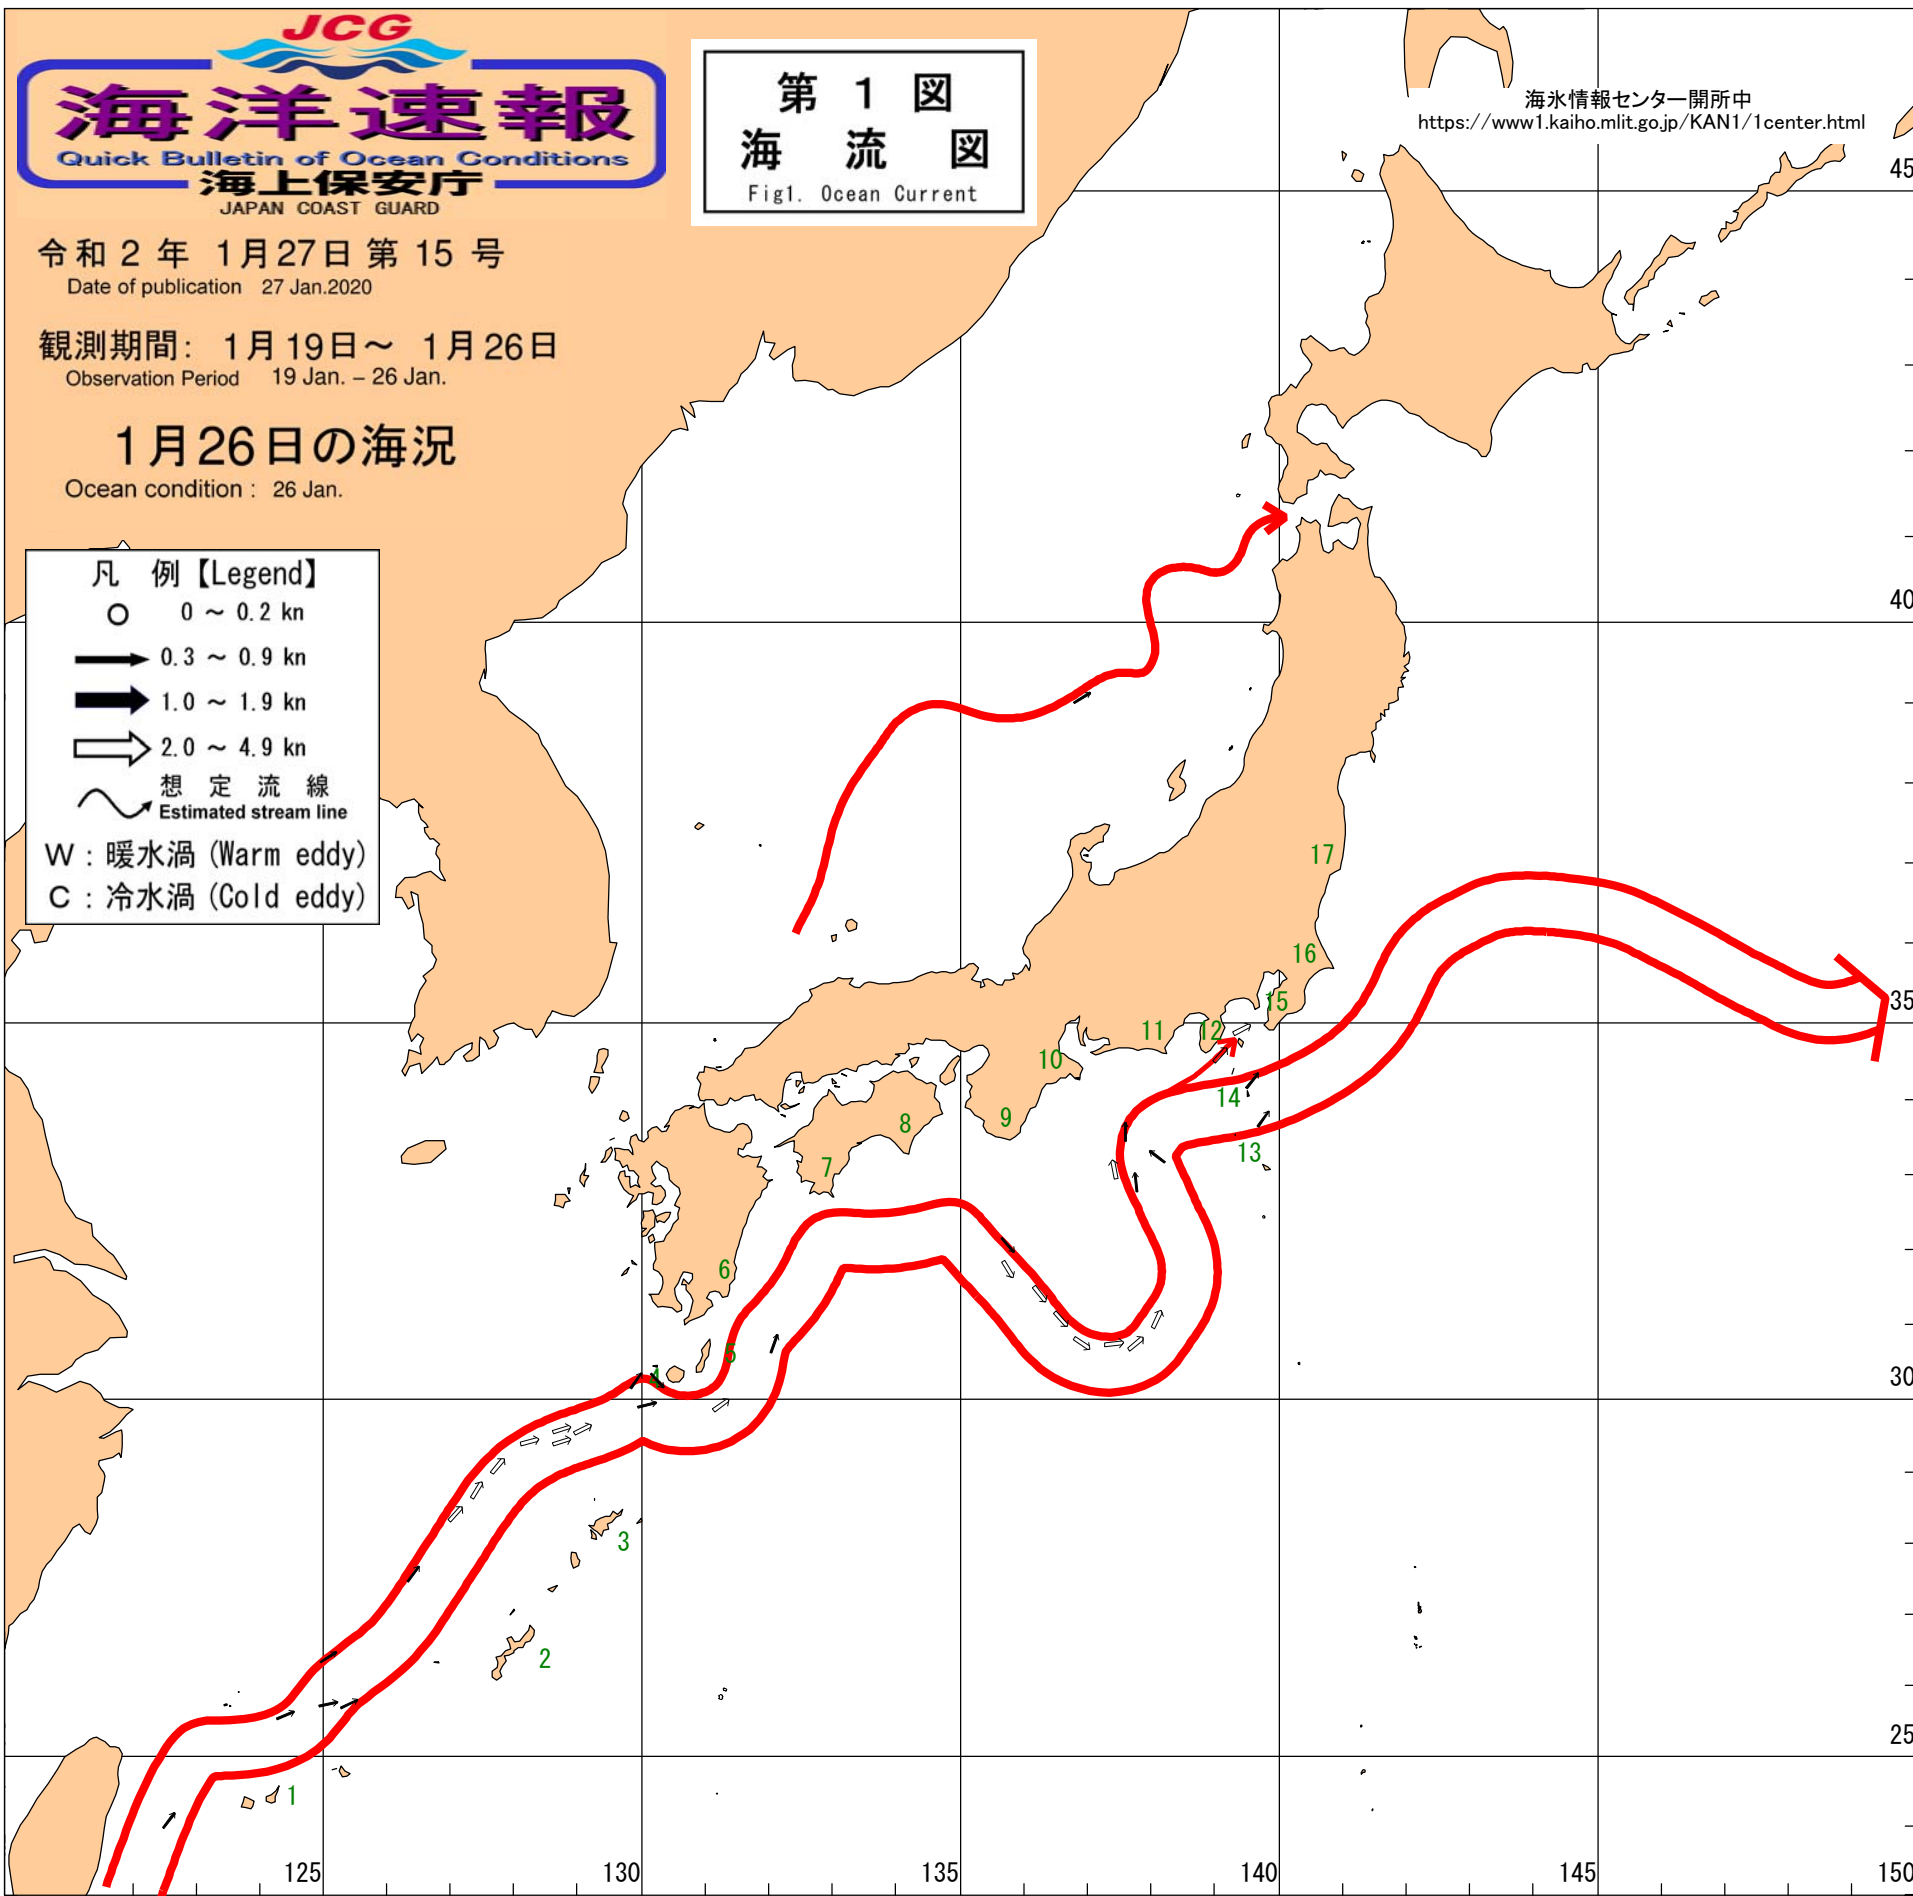 JCG
海洋速報
Quick Bulletin of Ocean Conditions
海上保安庁
JAPAN COAST GUARD
第 1 図
海 流 図
Fig1. Ocean Current
海氷情報センター開所中
https://www1.kaiho.mlit.go.jp/KAN1/1center.html
令和 2 年 1月27日 第 15 号
Date of publication 27 Jan.2020
観測期間: 1月19日～ 1月26日
Observation Period 19 Jan. – 26 Jan.
1月26日の海況
Ocean condition : 26 Jan.
凡 例【Legend】
0 ～ 0.2 kn
0.3 ～ 0.9 kn
1.0 ～ 1.9 kn
2.0 ～ 4.9 kn
想 定 流 線
Estimated stream line
W : 暖水渦 (Warm eddy)
C : 冷水渦 (Cold eddy)
45
40
17
16
15
35
12
11
10
14
9
8
13
7
6
5
4
30
3
2
25
1
125
130
135
140
145
150